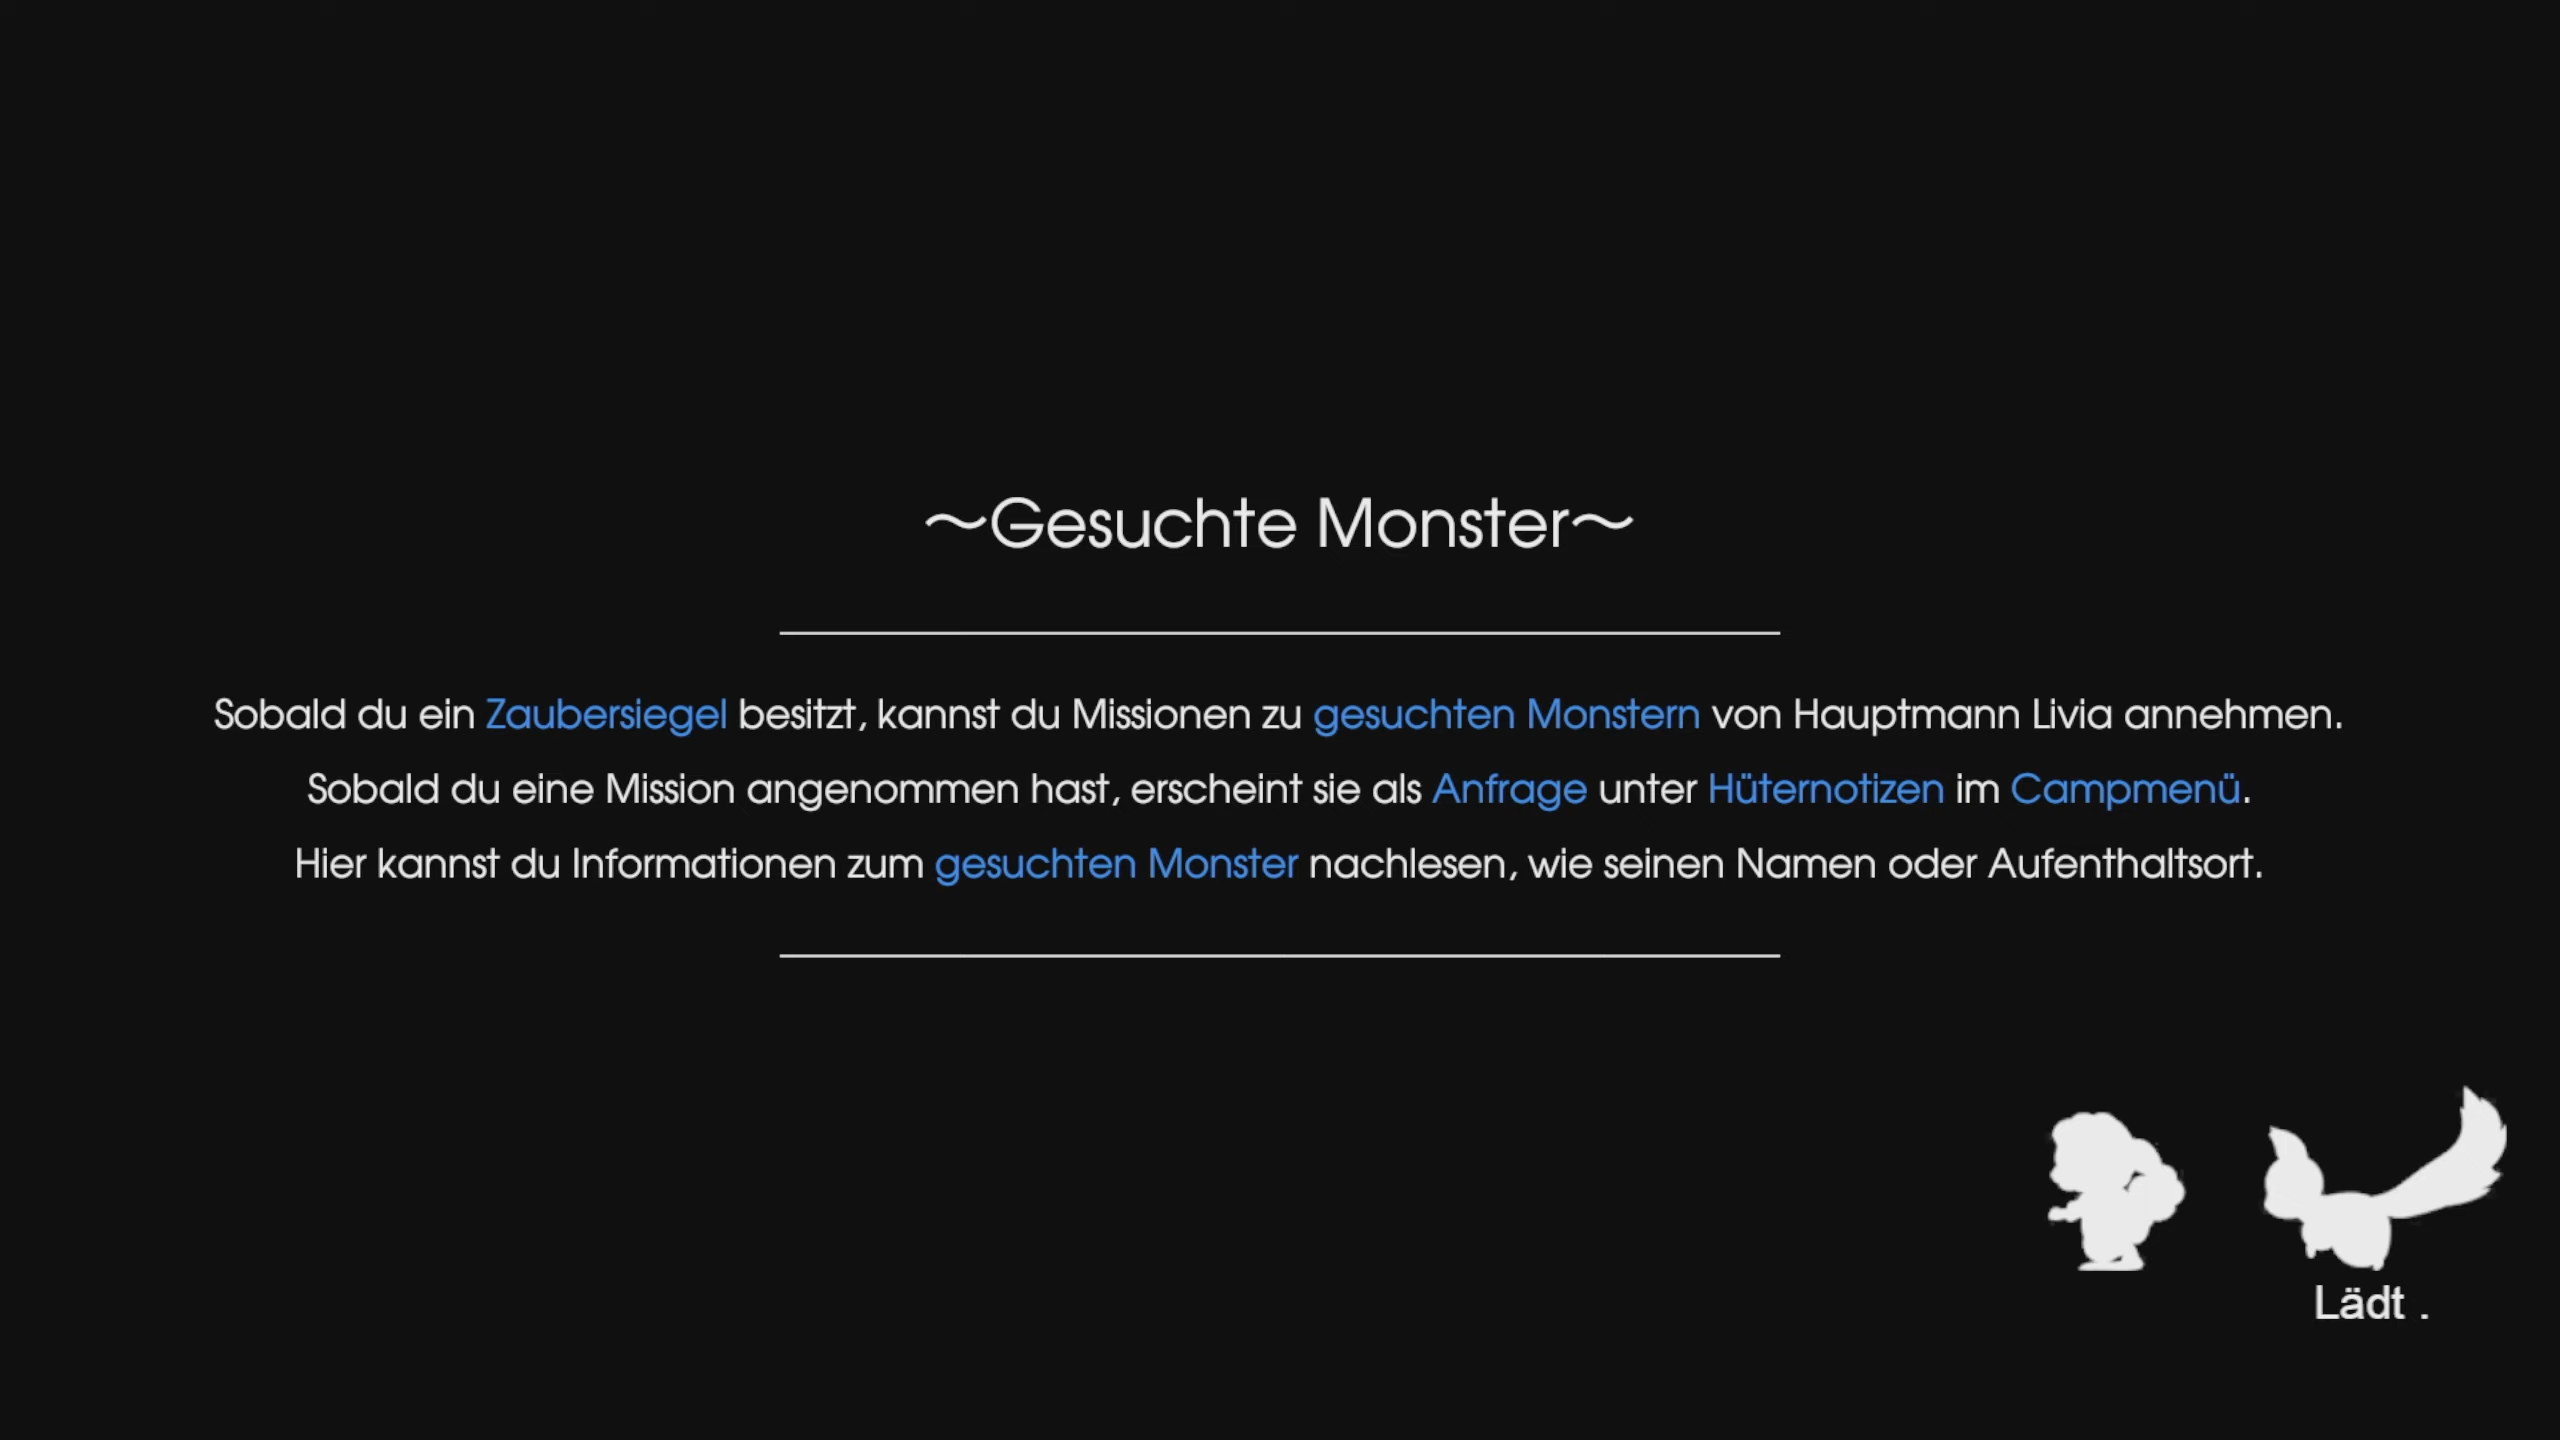 ～Gesuchte Monster～
Sobald du ein Zaubersiegel besitzt, kannst du Missionen zu gesuchten Monstern von Hauptmann Livia annehmen.
Sobald du eine Mission angenommen hast, erscheint sie als Anfrage unter Hüternotizen im Campmenü.
Hier kannst du Informationen zum gesuchten Monster nachlesen, wie seinen Namen oder Aufenthaltsort.
Lädt .